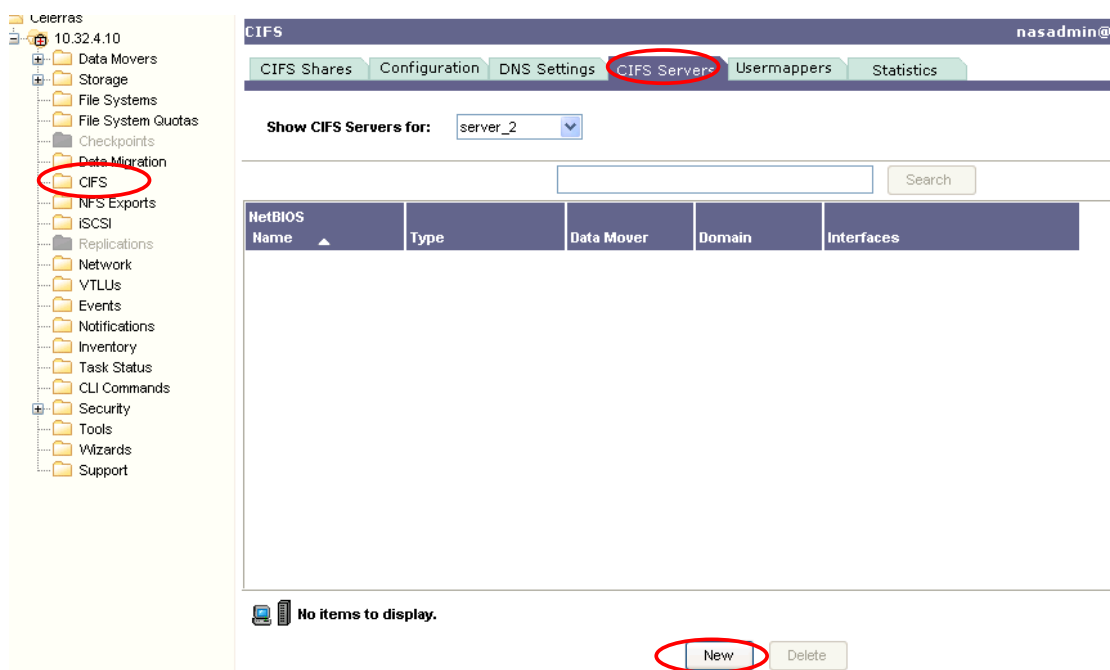 Celerras
10.32.4.10
Data Movers
Storage
File Systems
File System Quotas
Checkpoints
Data Migration
CIFS
NFS Exports
iSCSI
Replications
Network
VTLUs
Events
Notifications
Inventory
Task Status
CLI Commands
Security
Tools
Wizards
Support
CIFS nasadmin@
CIFS Shares Configuration DNS Settings CIFS Servers Usermappers Statistics
Show CIFS Servers for: server_2
Search
NetBIOS
Name Type Data Mover Domain Interfaces
No items to display.
New Delete